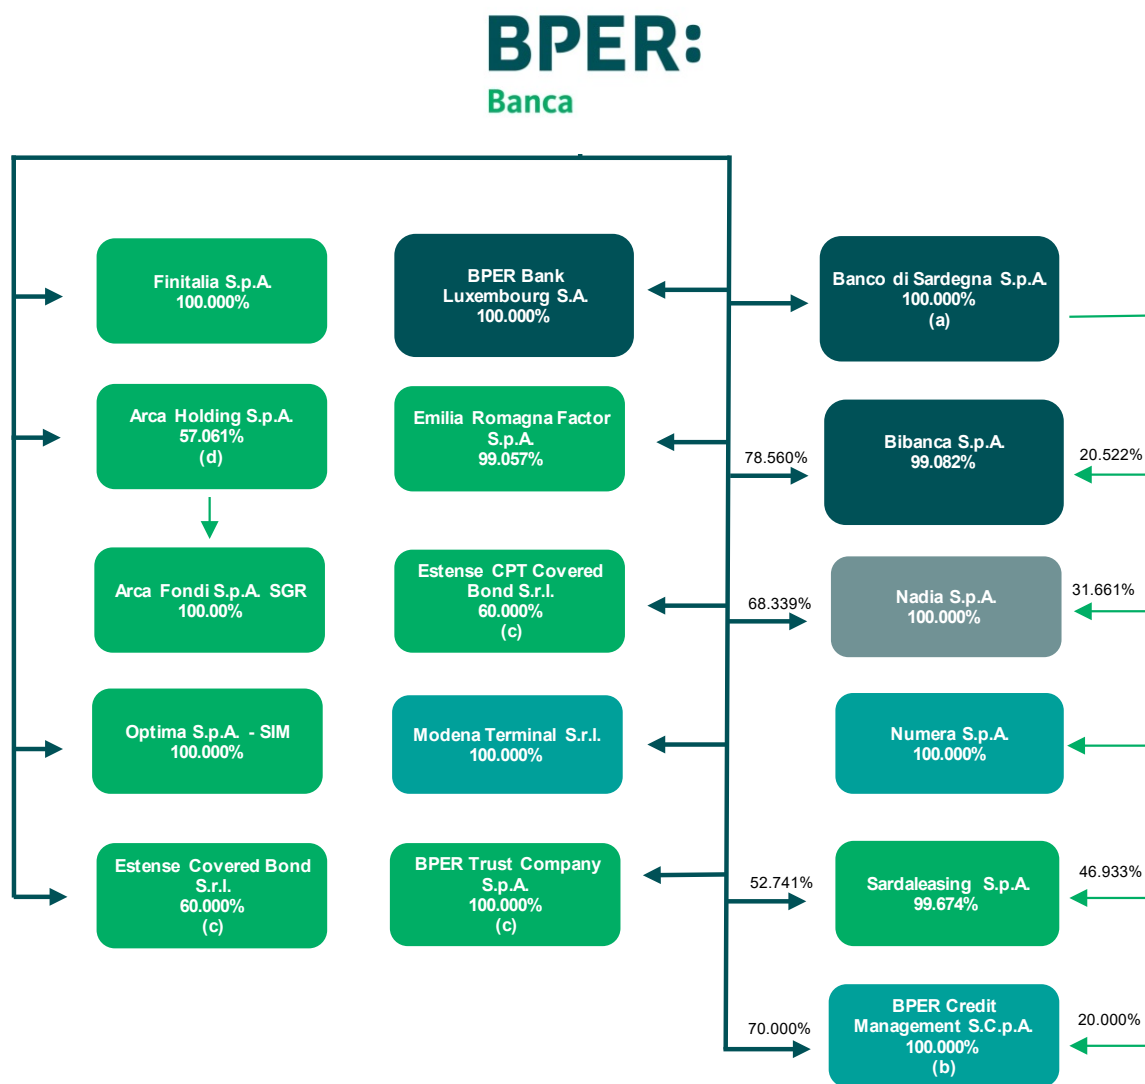 BPER:
Banca
Finitalia S.p.A.
100.000%
BPER Bank
Luxembourg S.A.
100.000%
Banco di Sardegna S.p.A.
100.000%
(a)
Arca Holding S.p.A.
57.061%
(d)
Emilia Romagna Factor
S.p.A.
99.057%
78.560%
Bibanca S.p.A.
99.082%
20.522%
Arca Fondi S.p.A. SGR
100.00%
Estense CPT Covered
Bond S.r.l.
60.000%
(c)
68.339%
Nadia S.p.A.
100.000%
31.661%
Optima S.p.A. - SIM
100.000%
Modena Terminal S.r.l.
100.000%
Numera S.p.A.
100.000%
Estense Covered Bond
S.r.l.
60.000%
(c)
BPER Trust Company
S.p.A.
100.000%
(c)
52.741%
Sardaleasing S.p.A.
99.674%
46.933%
70.000%
BPER Credit
Management S.C.p.A.
100.000%
(b)
20.000%